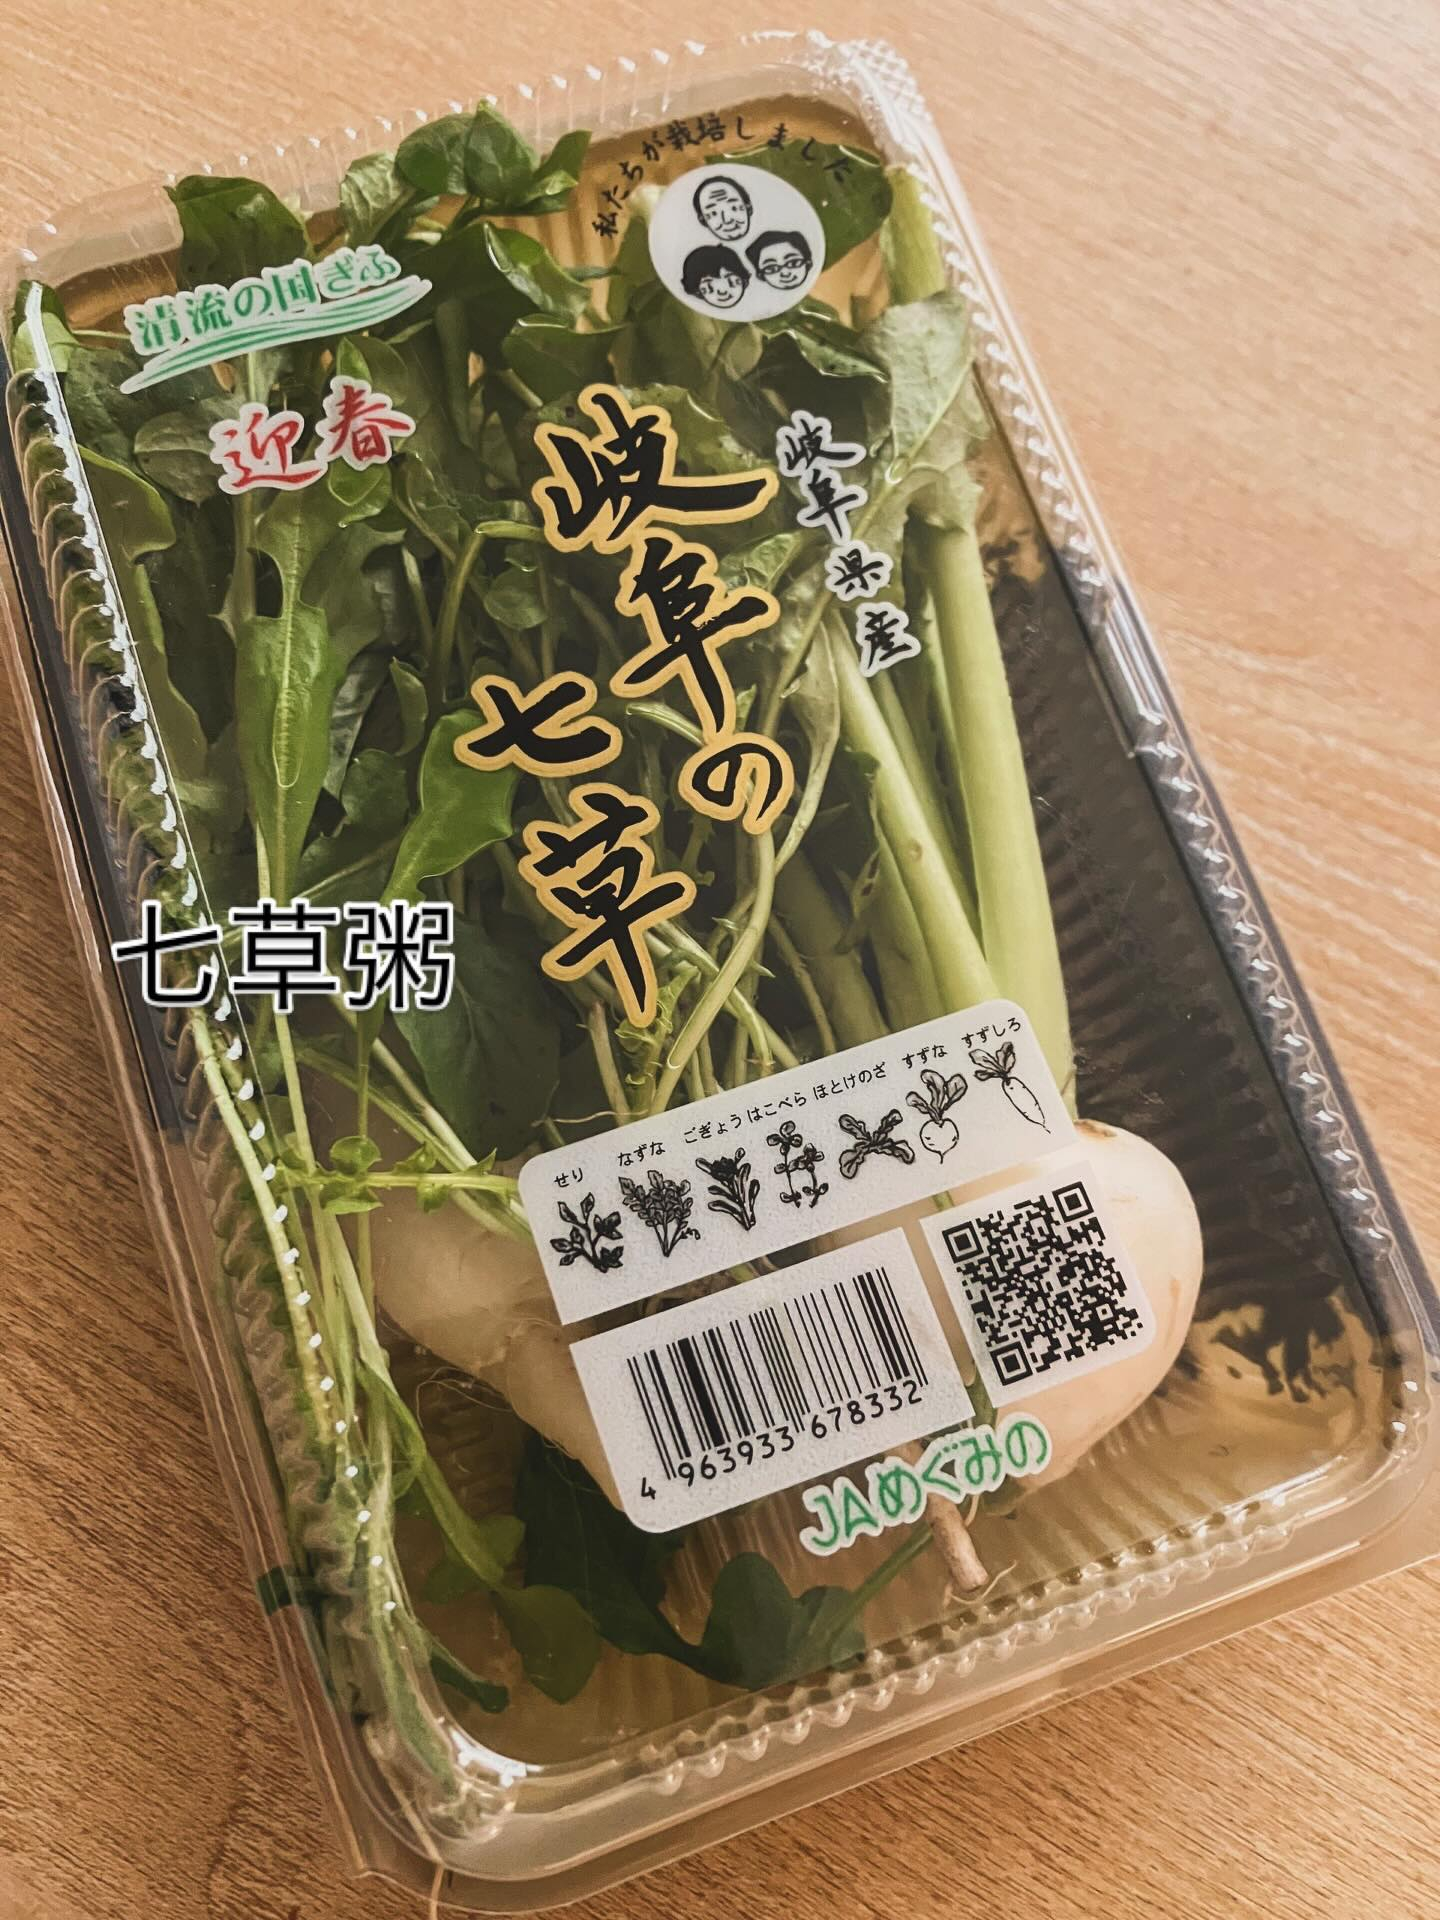 私たちが栽培しました
清流の国ぎふ
迎春
岐阜県産
岐阜の
七草
七草粥
せり なずな ごぎょう はこべら ほとけのざ すずな すずしろ
4 963933 678332
JAめぐみの